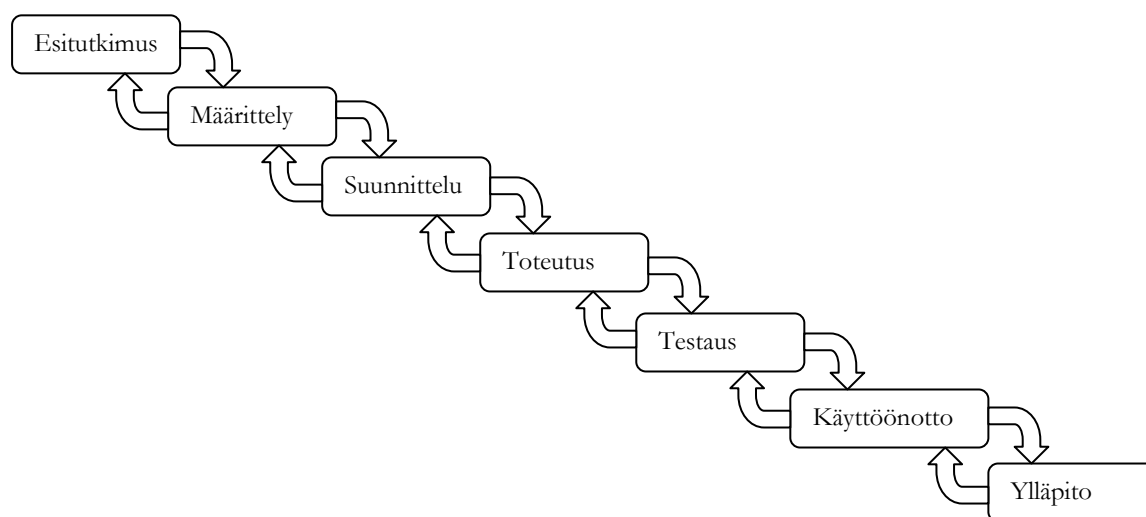 Esitutkimus
Määrittely
Suunnittelu
Toteutus
Testaus
Käyttöönotto
Ylläpito